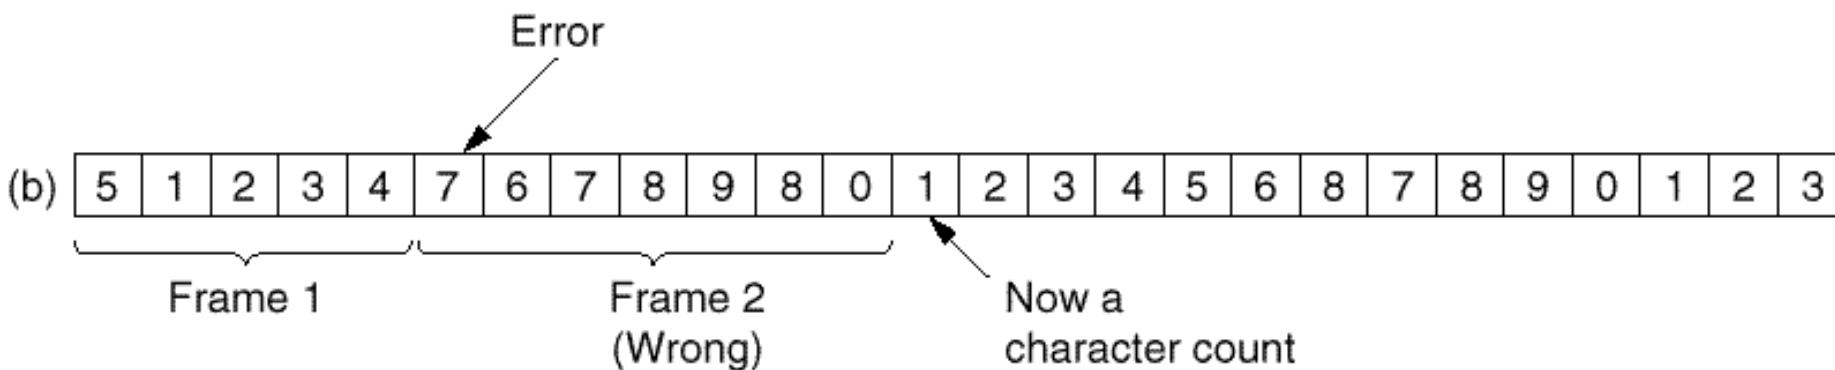 Error
(b) 5 1 2 3 4 7 6 7 8 9 8 0 1 2 3 4 5 6 8 7 8 9 0 1 2 3
Frame 1
Frame 2
(Wrong)
Now a
character count